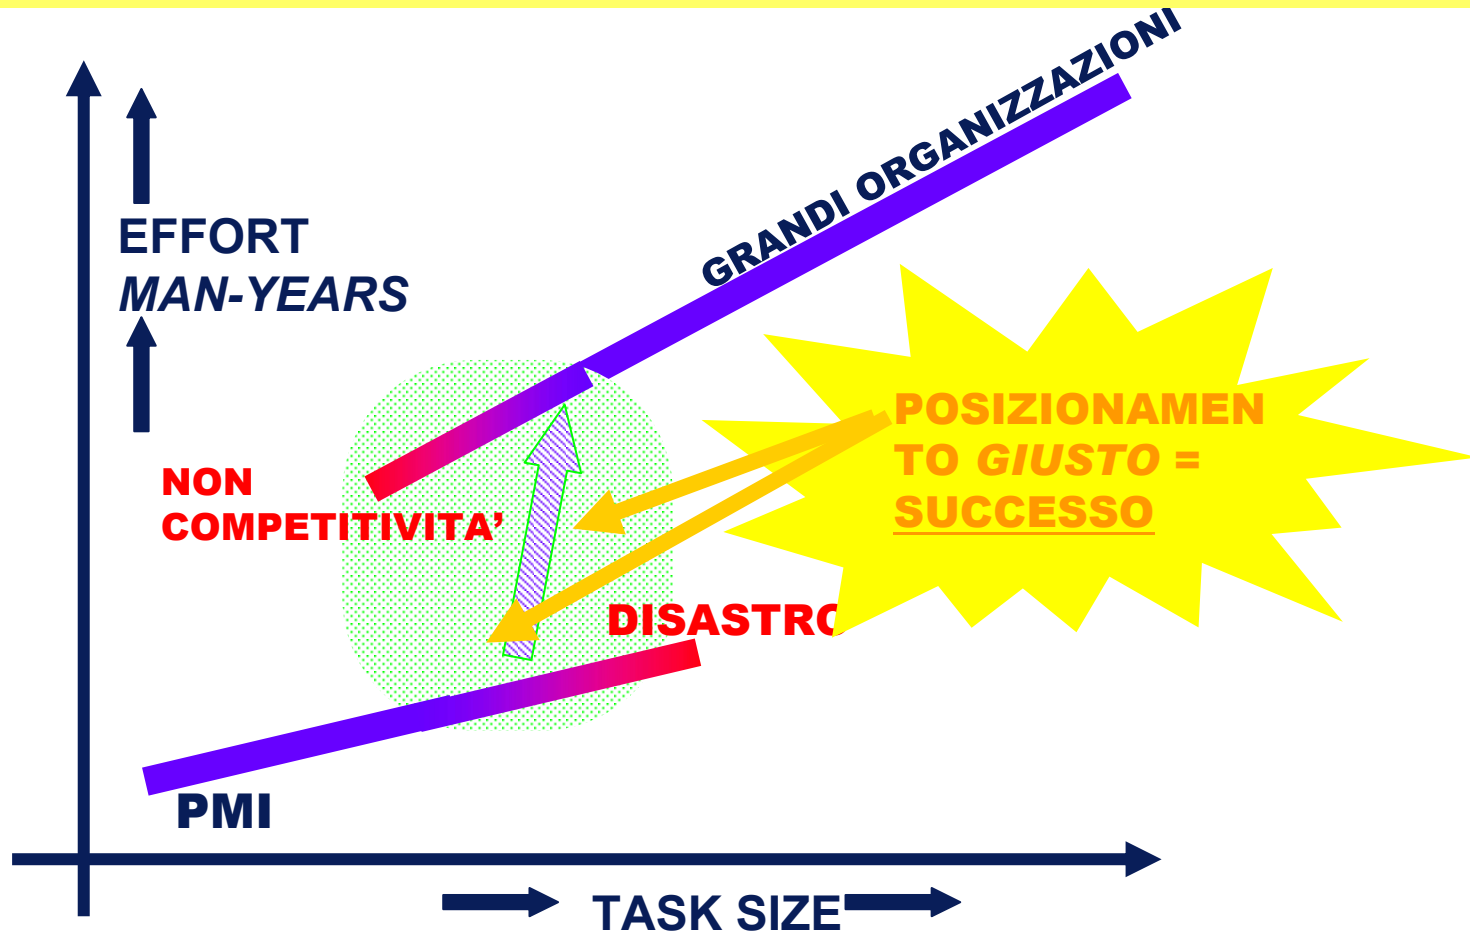 GRANDI ORGANIZZAZIONI
EFFORT
MAN-YEARS
POSIZIONAMEN
TO GIUSTO =
SUCCESSO
NON
COMPETITIVITA’
DISASTRO
PMI
TASK SIZE